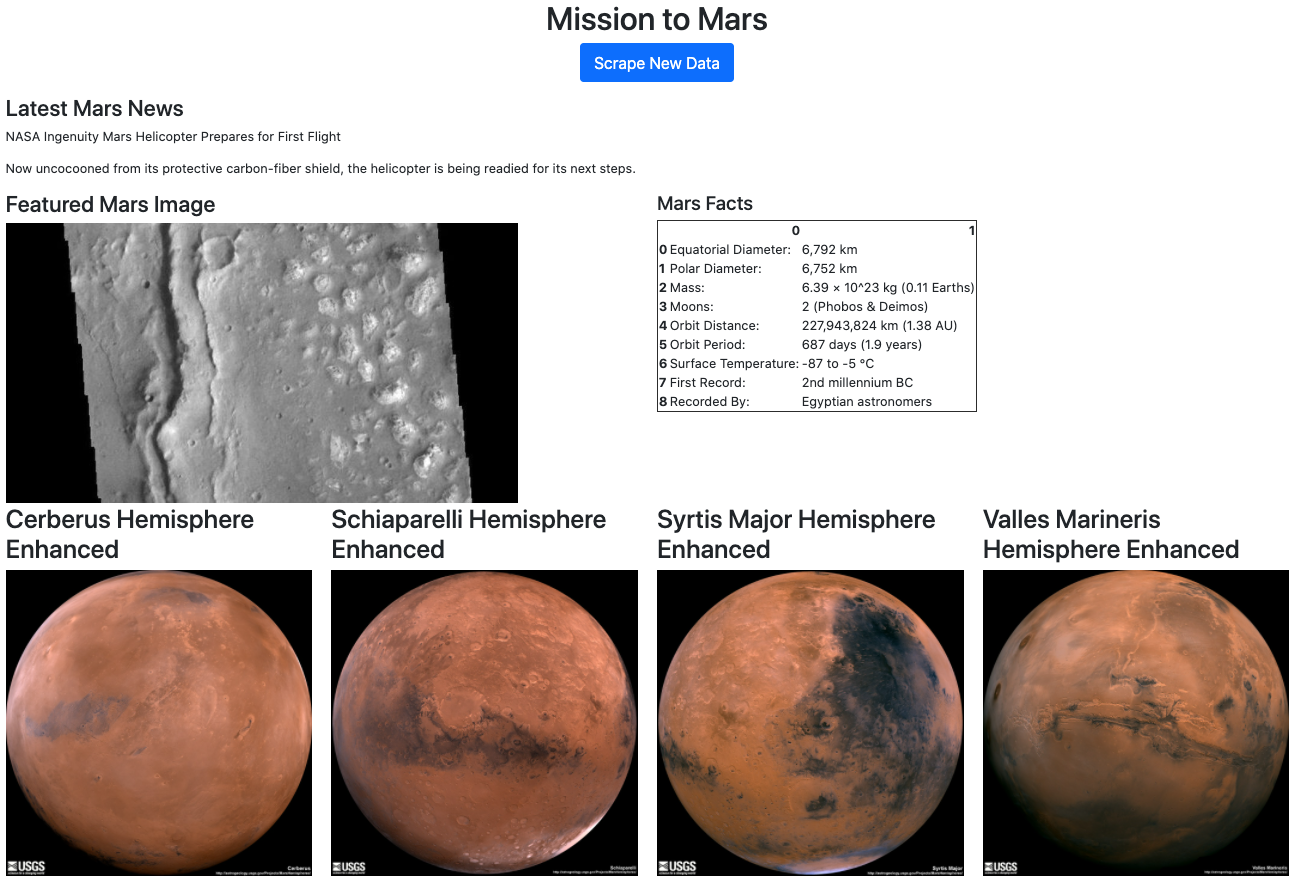 Mission to Mars
Scrape New Data
Latest Mars News
NASA Ingenuity Mars Helicopter Prepares for First Flight
Now uncocooned from its protective carbon-fiber shield, the helicopter is being readied for its next steps.
Featured Mars Image
Mars Facts
0 1
0 Equatorial Diameter: 6,792 km
1 Polar Diameter: 6,752 km
2 Mass: 6.39 × 10^23 kg (0.11 Earths)
3 Moons: 2 (Phobos & Deimos)
4 Orbit Distance: 227,943,824 km (1.38 AU)
5 Orbit Period: 687 days (1.9 years)
6 Surface Temperature: -87 to -5 °C
7 First Record: 2nd millennium BC
8 Recorded By: Egyptian astronomers
Cerberus Hemisphere
Enhanced
Schiaparelli Hemisphere
Enhanced
Syrtis Major Hemisphere
Enhanced
Valles Marineris
Hemisphere Enhanced
USGS
Cerberus
USGS
Schiaparelli
USGS
Syrtis Major
USGS
Valles Marineris